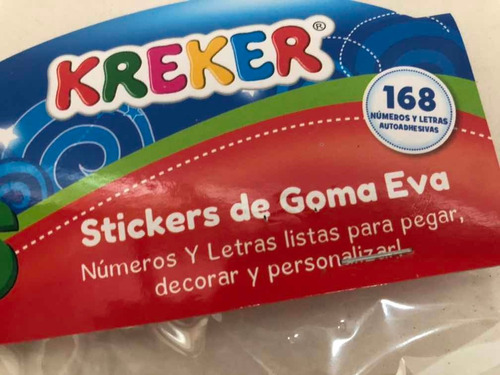 KREKER®
168
NÚMEROS Y LETRAS
AUTOADHESIVAS
Stickers de Goma Eva
Números Y Letras listas para pegar,
decorar y personalizar!